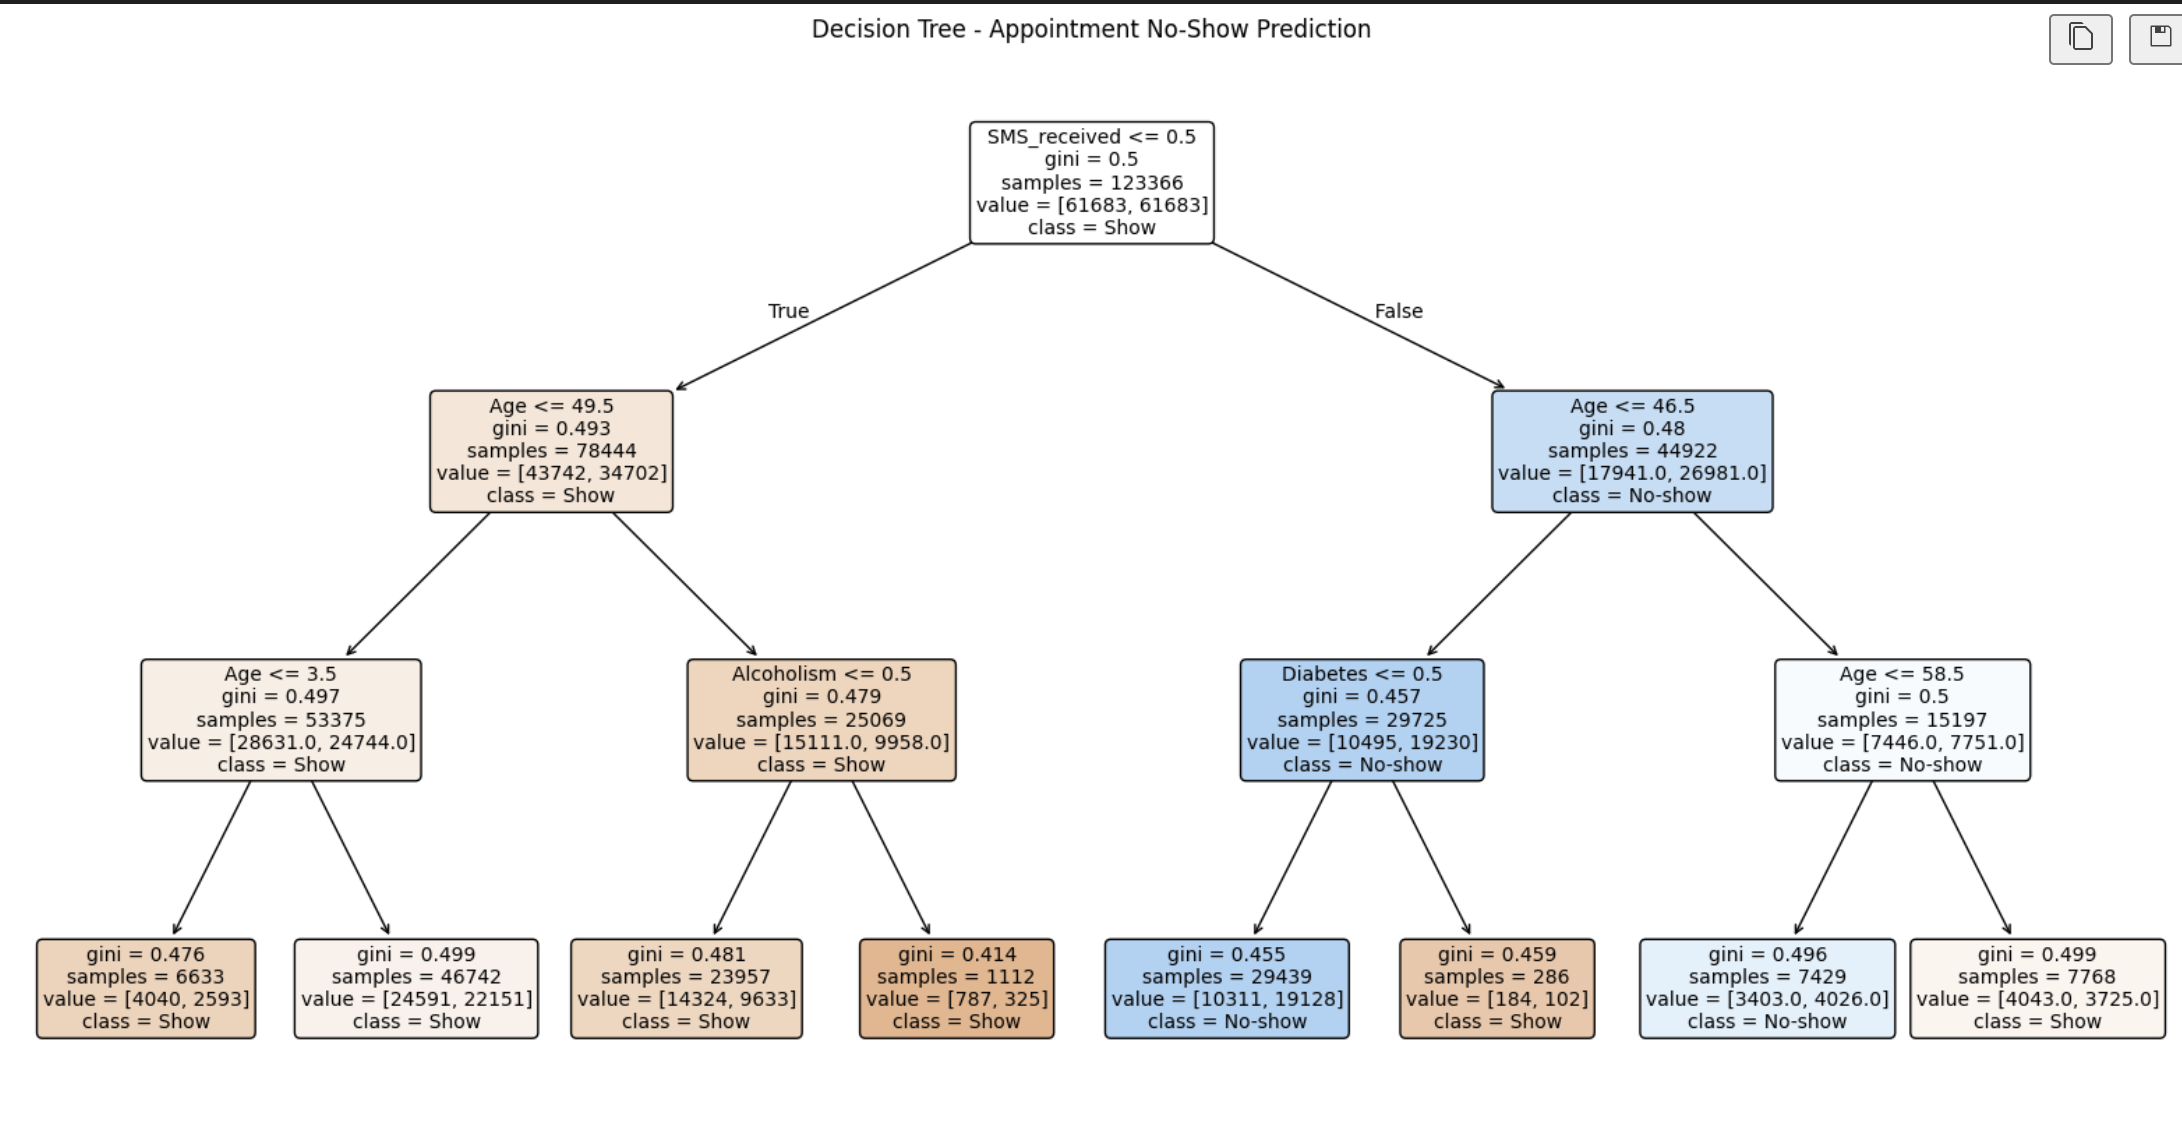 Decision Tree - Appointment No-Show Prediction
SMS_received <= 0.5
gini = 0.5
samples = 123366
value = [61683, 61683]
class = Show
True
False
Age <= 49.5
gini = 0.493
samples = 78444
value = [43742, 34702]
class = Show
Age <= 46.5
gini = 0.48
samples = 44922
value = [17941.0, 26981.0]
class = No-show
Age <= 3.5
gini = 0.497
samples = 53375
value = [28631.0, 24744.0]
class = Show
Alcoholism <= 0.5
gini = 0.479
samples = 25069
value = [15111.0, 9958.0]
class = Show
Diabetes <= 0.5
gini = 0.457
samples = 29725
value = [10495, 19230]
class = No-show
Age <= 58.5
gini = 0.5
samples = 15197
value = [7446.0, 7751.0]
class = No-show
gini = 0.476
samples = 6633
value = [4040, 2593]
class = Show
gini = 0.499
samples = 46742
value = [24591, 22151]
class = Show
gini = 0.481
samples = 23957
value = [14324, 9633]
class = Show
gini = 0.414
samples = 1112
value = [787, 325]
class = Show
gini = 0.455
samples = 29439
value = [10311, 19128]
class = No-show
gini = 0.459
samples = 286
value = [184, 102]
class = Show
gini = 0.496
samples = 7429
value = [3403.0, 4026.0]
class = No-show
gini = 0.499
samples = 7768
value = [4043.0, 3725.0]
class = Show